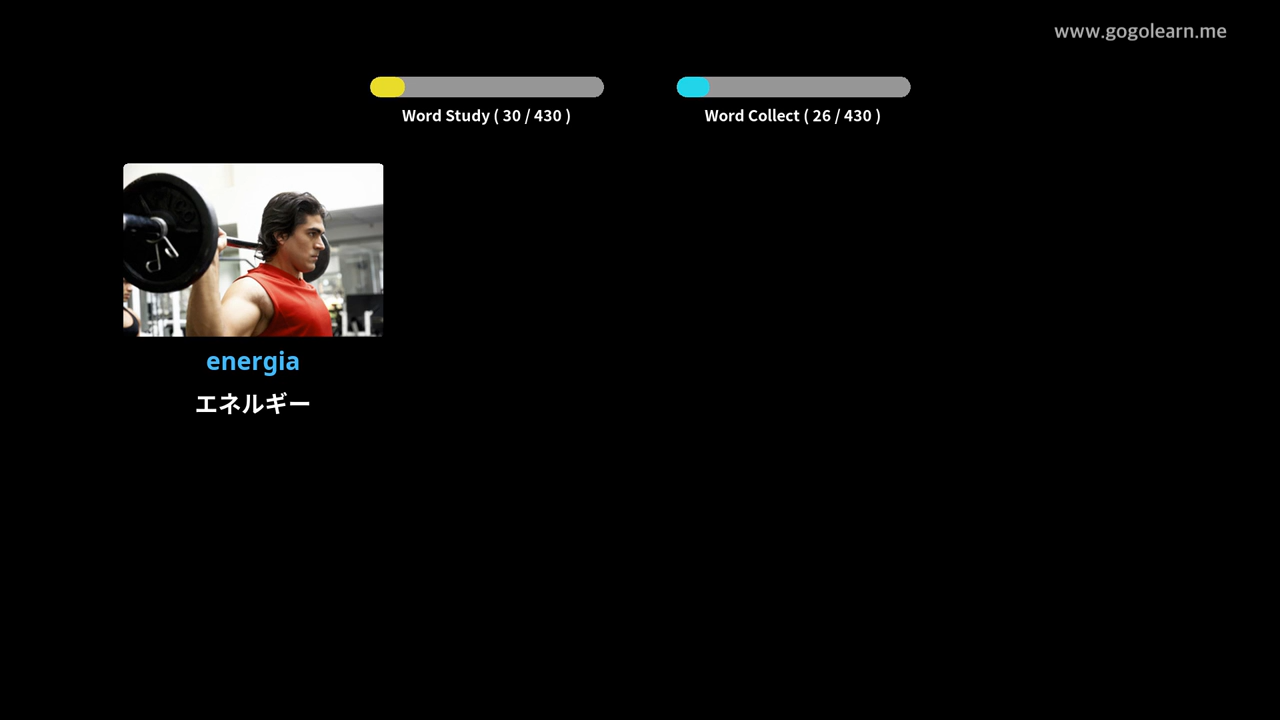 www.gogolearn.me
Word Study ( 30 / 430 )
Word Collect ( 26 / 430 )
energia
エネルギー